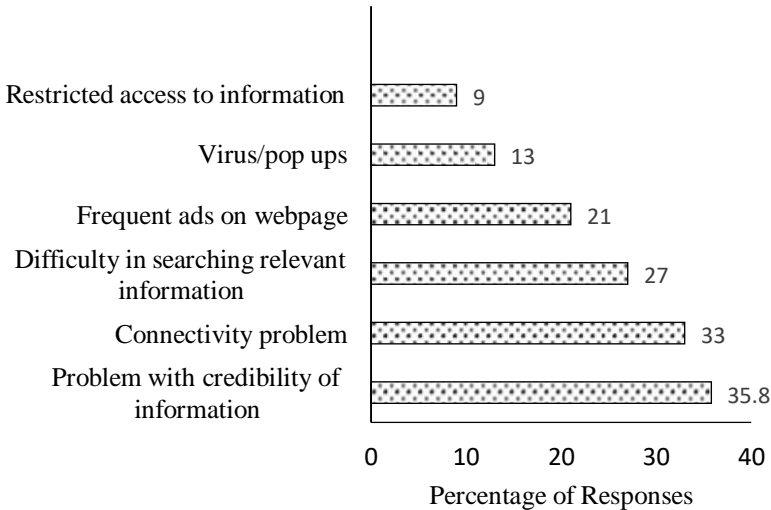 Restricted access to information
9
Virus/pop ups
13
Frequent ads on webpage
21
Difficulty in searching relevant
information
27
Connectivity problem
33
Problem with credibility of
information
35.8
0 10 20 30 40
Percentage of Responses